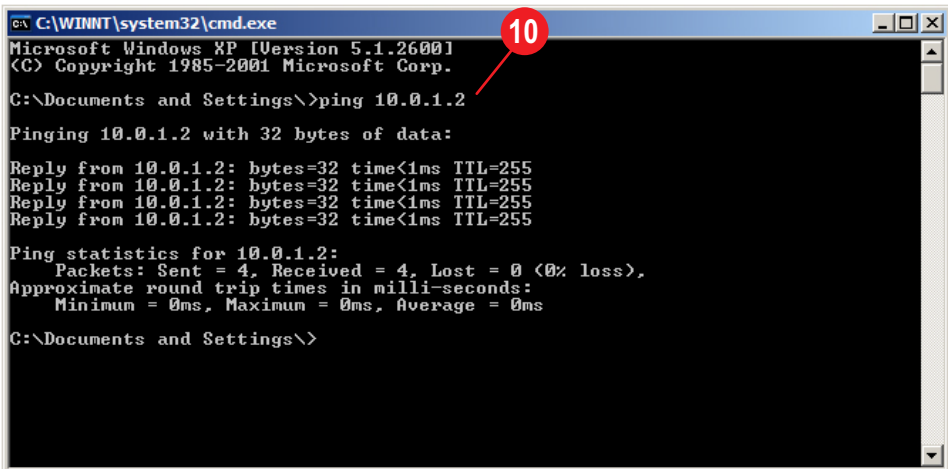 C:\WINNT\system32\cmd.exe
10
Microsoft Windows XP [Version 5.1.2600]
(C) Copyright 1985-2001 Microsoft Corp.
C:\Documents and Settings\>ping 10.0.1.2
Pinging 10.0.1.2 with 32 bytes of data:
Reply from 10.0.1.2: bytes=32 time<1ms TTL=255
Reply from 10.0.1.2: bytes=32 time<1ms TTL=255
Reply from 10.0.1.2: bytes=32 time<1ms TTL=255
Reply from 10.0.1.2: bytes=32 time<1ms TTL=255
Ping statistics for 10.0.1.2:
    Packets: Sent = 4, Received = 4, Lost = 0 (0% loss),
Approximate round trip times in milli-seconds:
    Minimum = 0ms, Maximum = 0ms, Average = 0ms
C:\Documents and Settings\>